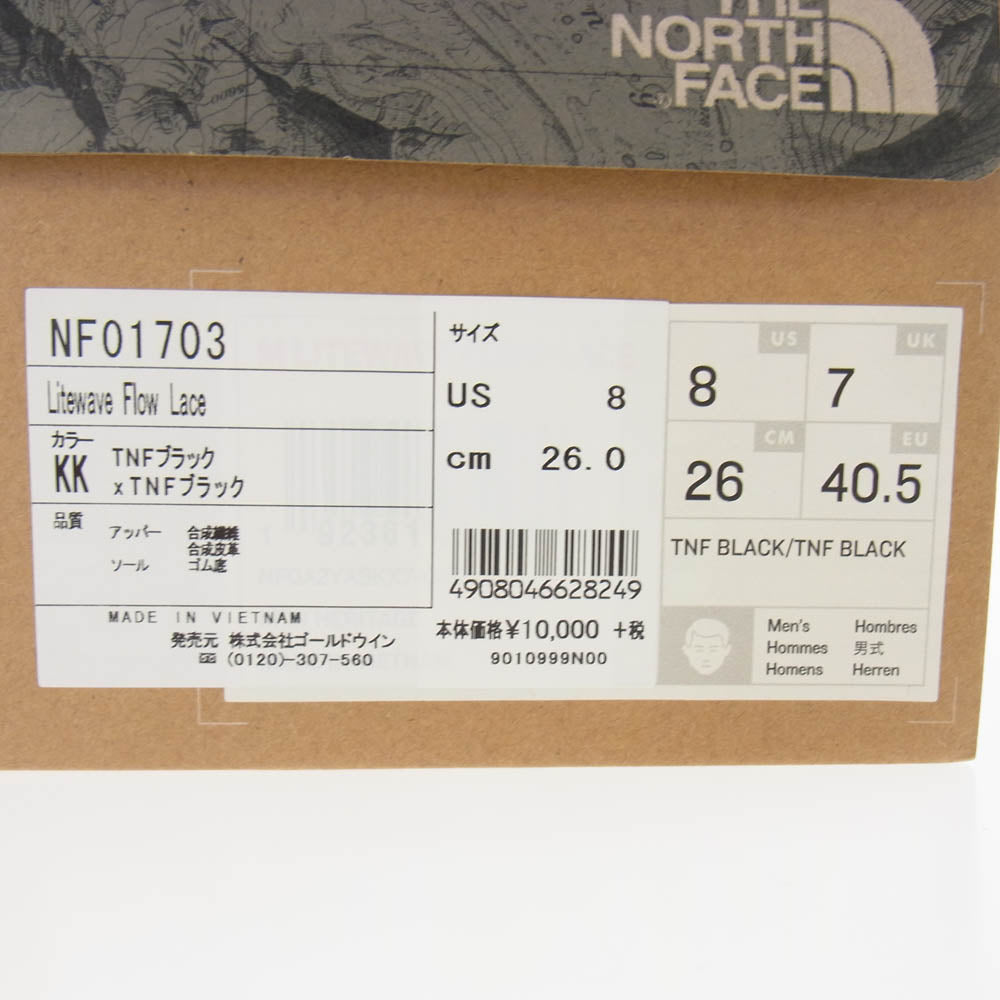 THE
NORTH
FACE
®
NF01703
Litewave Flow Lace
カラー
KK TNFブラック
xTNFブラック
品質
アッパー 合成繊維
合成皮革
ソール ゴム底
MADE IN VIETNAM
発売元 株式会社ゴールドウイン
(0120)-307-560
サイズ
US 8
cm 26.0
4908046628249
本体価格¥10,000 +税
9010999N00
US
8
UK
7
CM
26
EU
40.5
TNF BLACK/TNF BLACK
Men's Hombres
Hommes 男式
Homens Herren